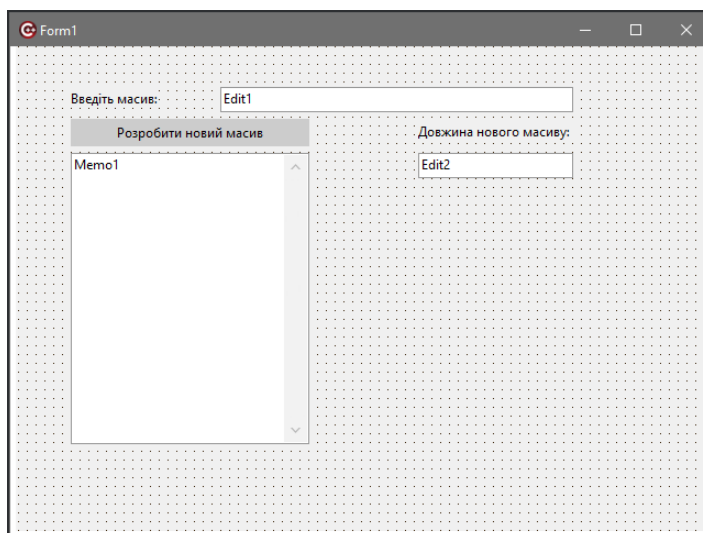 Form1
Введіть масив:
Edit1
Розробити новий масив
Довжина нового масиву:
Memo1
Edit2